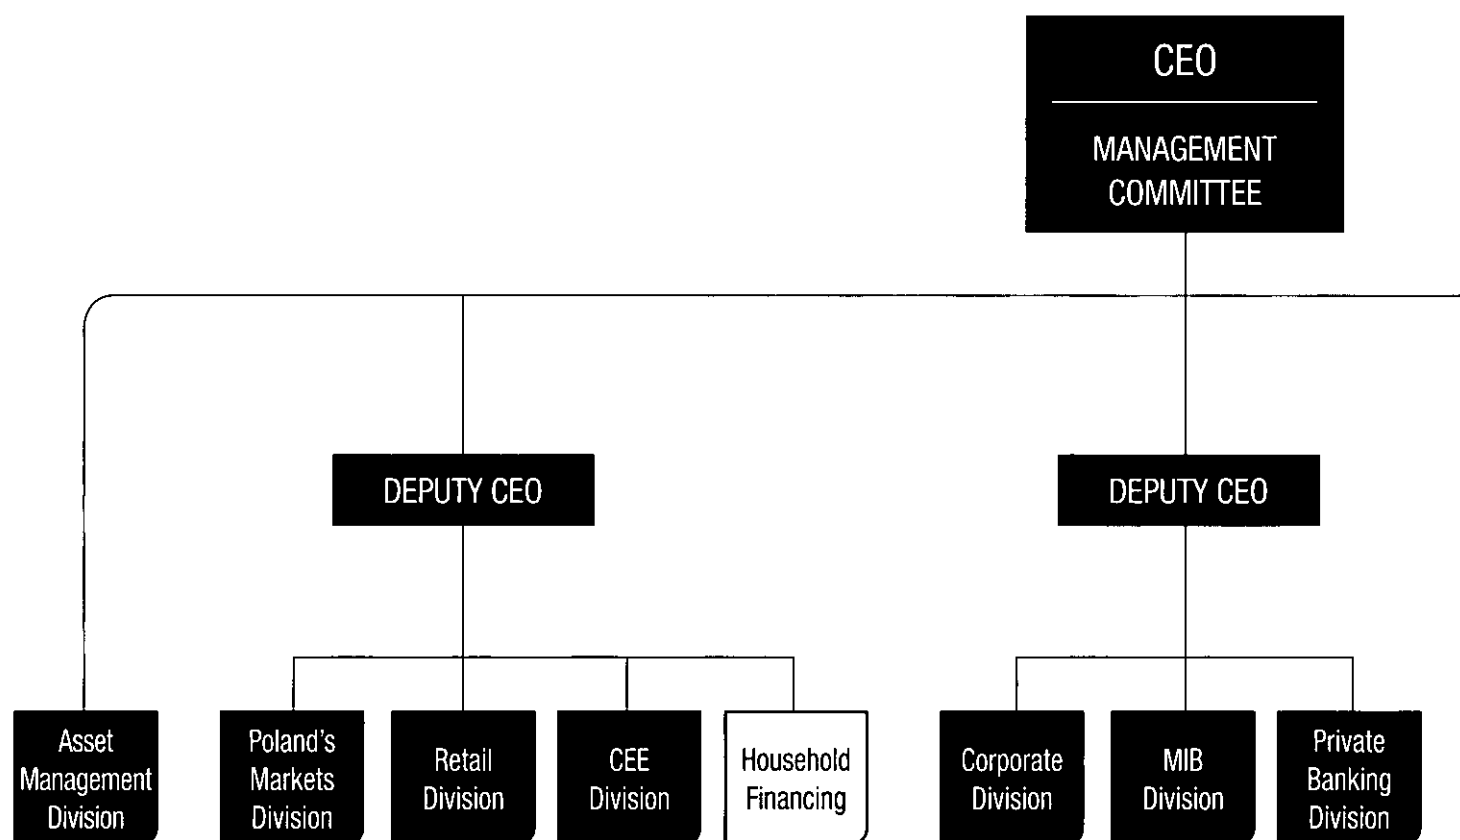 CEO
MANAGEMENT
COMMITTEE
DEPUTY CEO
DEPUTY CEO
Asset
Management
Division
Poland's
Markets
Division
Retail
Division
CEE
Division
Household
Financing
Corporate
Division
MIB
Division
Private
Banking
Division